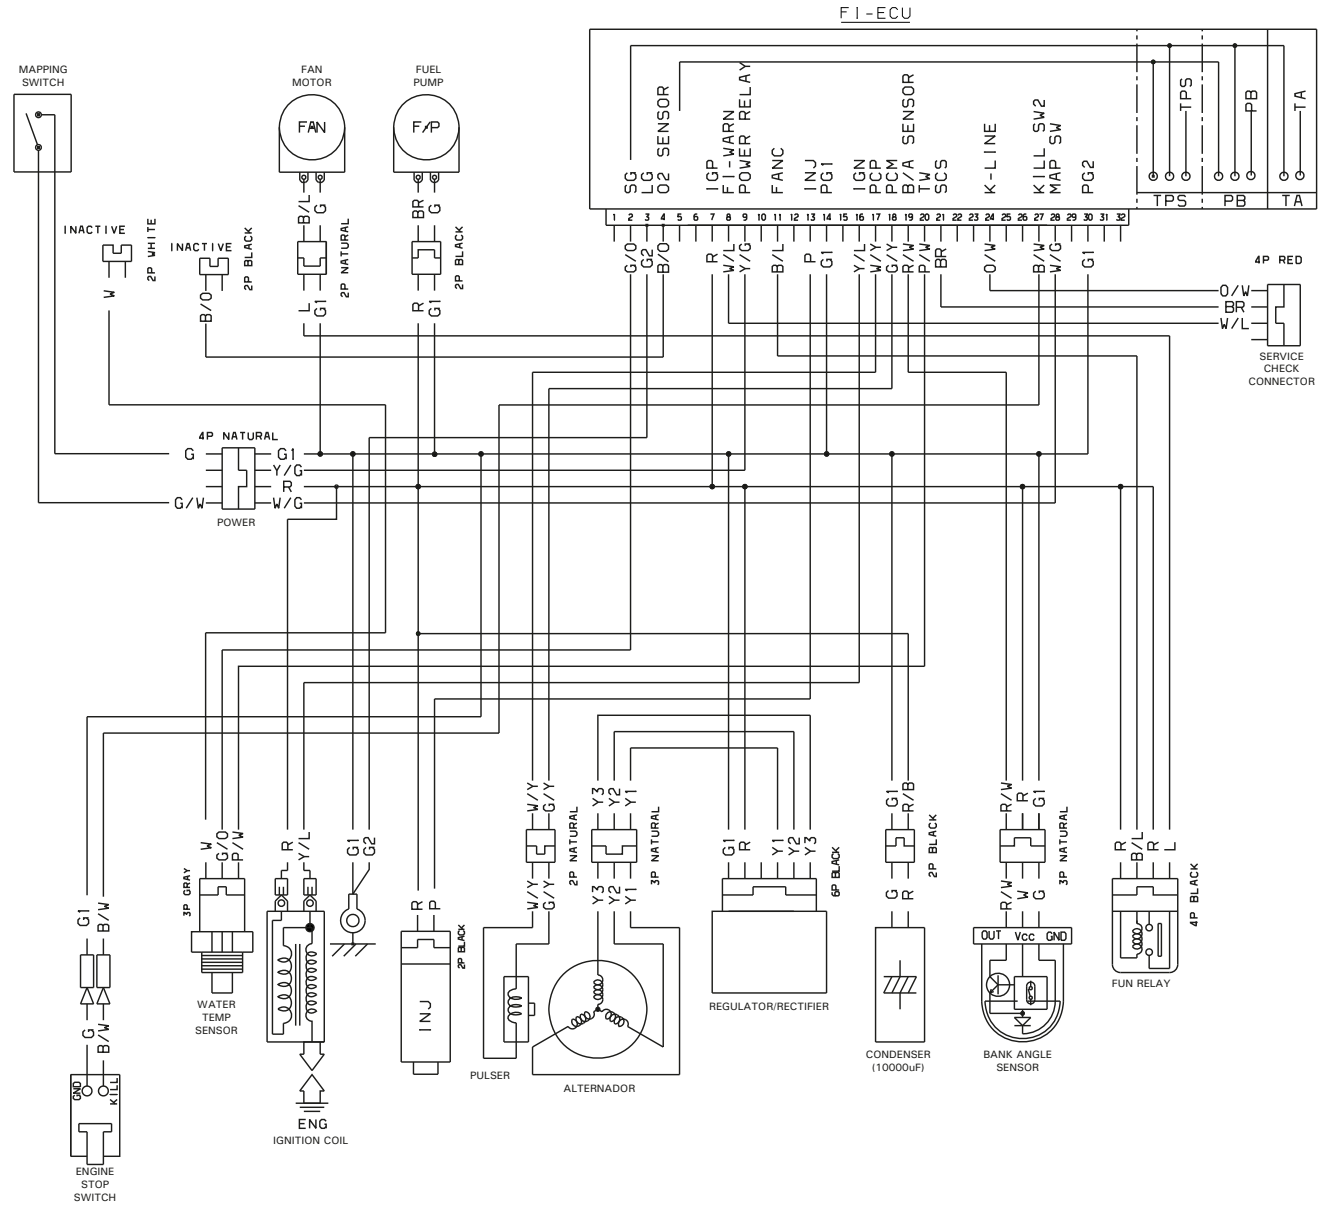 FI-ECU
MAPPING
SWITCH
FAN
MOTOR
FUEL
PUMP
FAN
F/P
SG
LG
O2 SENSOR
IGP
FI-WARN
POWER RELAY
FANC
INJ
PG1
IGN
PCP
PCM
B/A SENSOR
TW
SCS
K-LINE
KILL SW2
MAP SW
PG2
TPS
PB
TA
TPS
PB
TA
1 2 3 4 5 6 7 8 9 10 11 12 13 14 15 16 17 18 19 20 21 22 23 24 25 26 27 28 29 30 31 32
B/L
G
BR
G
INACTIVE
2P WHITE
INACTIVE
2P BLACK
2P NATURAL
2P BLACK
W
B/O
L
G1
R
G1
G/O
G2
B/O
R
W/L
Y/G
B/L
P
G1
Y/L
W/Y
G/Y
R/W
P/W
BR
O/W
B/W
W/G
G1
4P RED
O/W
BR
W/L
SERVICE
CHECK
CONNECTOR
4P NATURAL
G
G1
Y/G
R
G/W
W/G
POWER
W/Y
G/Y
2P NATURAL
Y3
Y2
Y1
3P NATURAL
G1
R
Y1
Y2
Y3
6P BLACK
G1
R/B
2P BLACK
R/W
R
G1
3P NATURAL
R
B/L
R
L
4P BLACK
W
G/O
P/W
3P GRAY
R
Y/L
G1
G2
R
P
2P BLACK
G1
B/W
W/Y
G/Y
Y3
Y2
Y1
G
R
R/W
W
G
OUT
Vcc
GND
INJ
WATER
TEMP
SENSOR
G
B/W
GND
KILL
ENGINE
STOP
SWITCH
ENG
IGNITION COIL
PULSER
ALTERNADOR
REGULATOR/RECTIFIER
CONDENSER
(10000uF)
BANK ANGLE
SENSOR
FUN RELAY